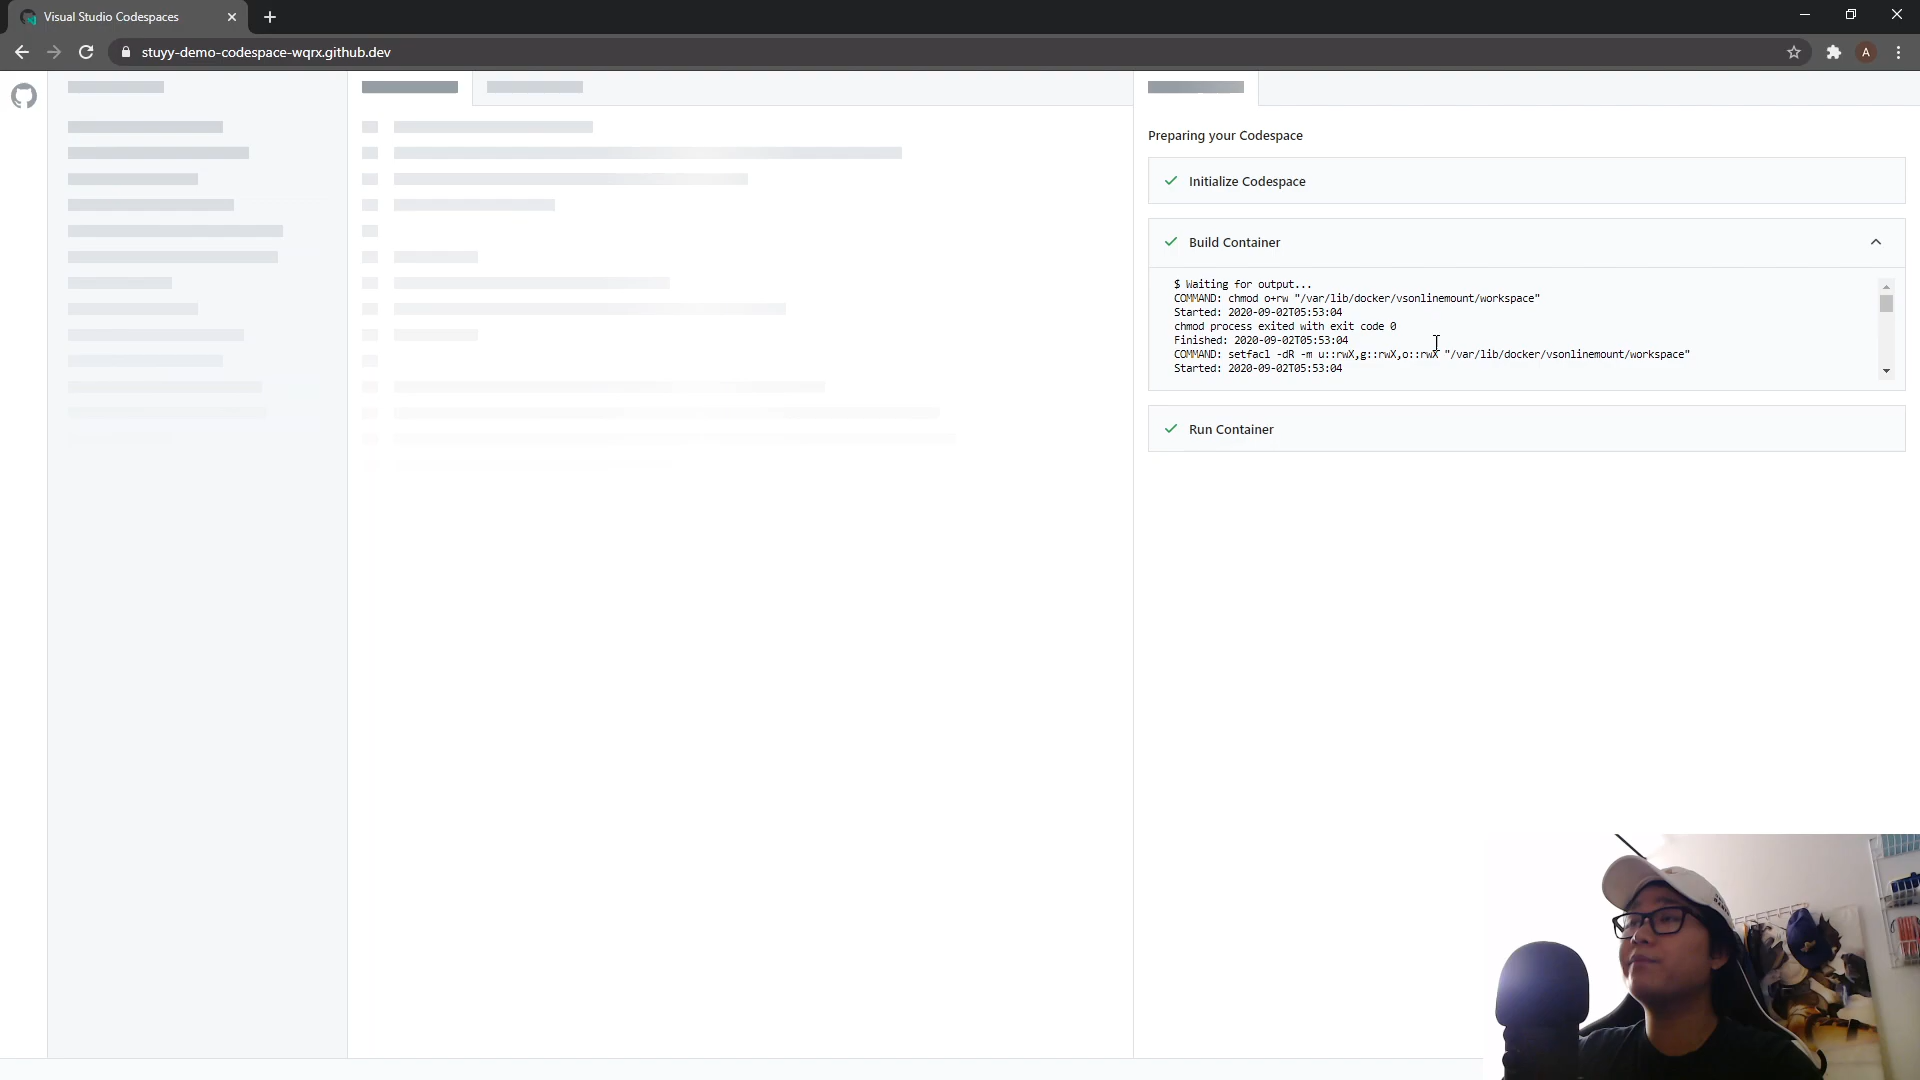 Visual Studio Codespaces
stuyy-demo-codespace-wqrx.github.dev
A
Preparing your Codespace
Initialize Codespace
Build Container
$ Waiting for output...
COMMAND: chmod o+rw "/var/lib/docker/vsonlinemount/workspace"
Started: 2020-09-02T05:53:04
chmod process exited with exit code 0
Finished: 2020-09-02T05:53:04
COMMAND: setfacl -dR -m u::rwX,g::rwX,o::rwX "/var/lib/docker/vsonlinemount/workspace"
Started: 2020-09-02T05:53:04
Run Container